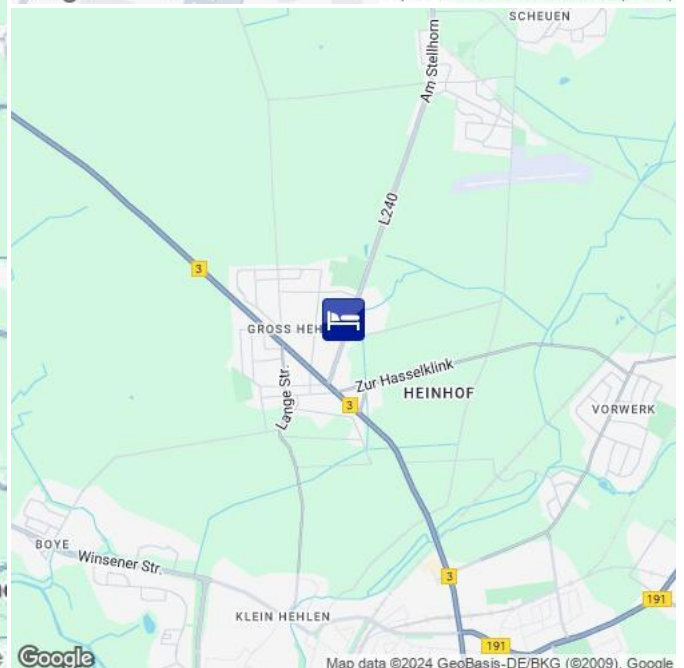 SCHEUEN
Am Stellhorn
L240
3
GROSS HEH
Lange Str.
Zur Hasselklink
HEINHOF
3
VORWERK
BOYE
Winsener Str.
3
191
KLEIN HEHLEN
191
Google
Map data ©2024 GeoBasis-DE/BKG (©2009), Google